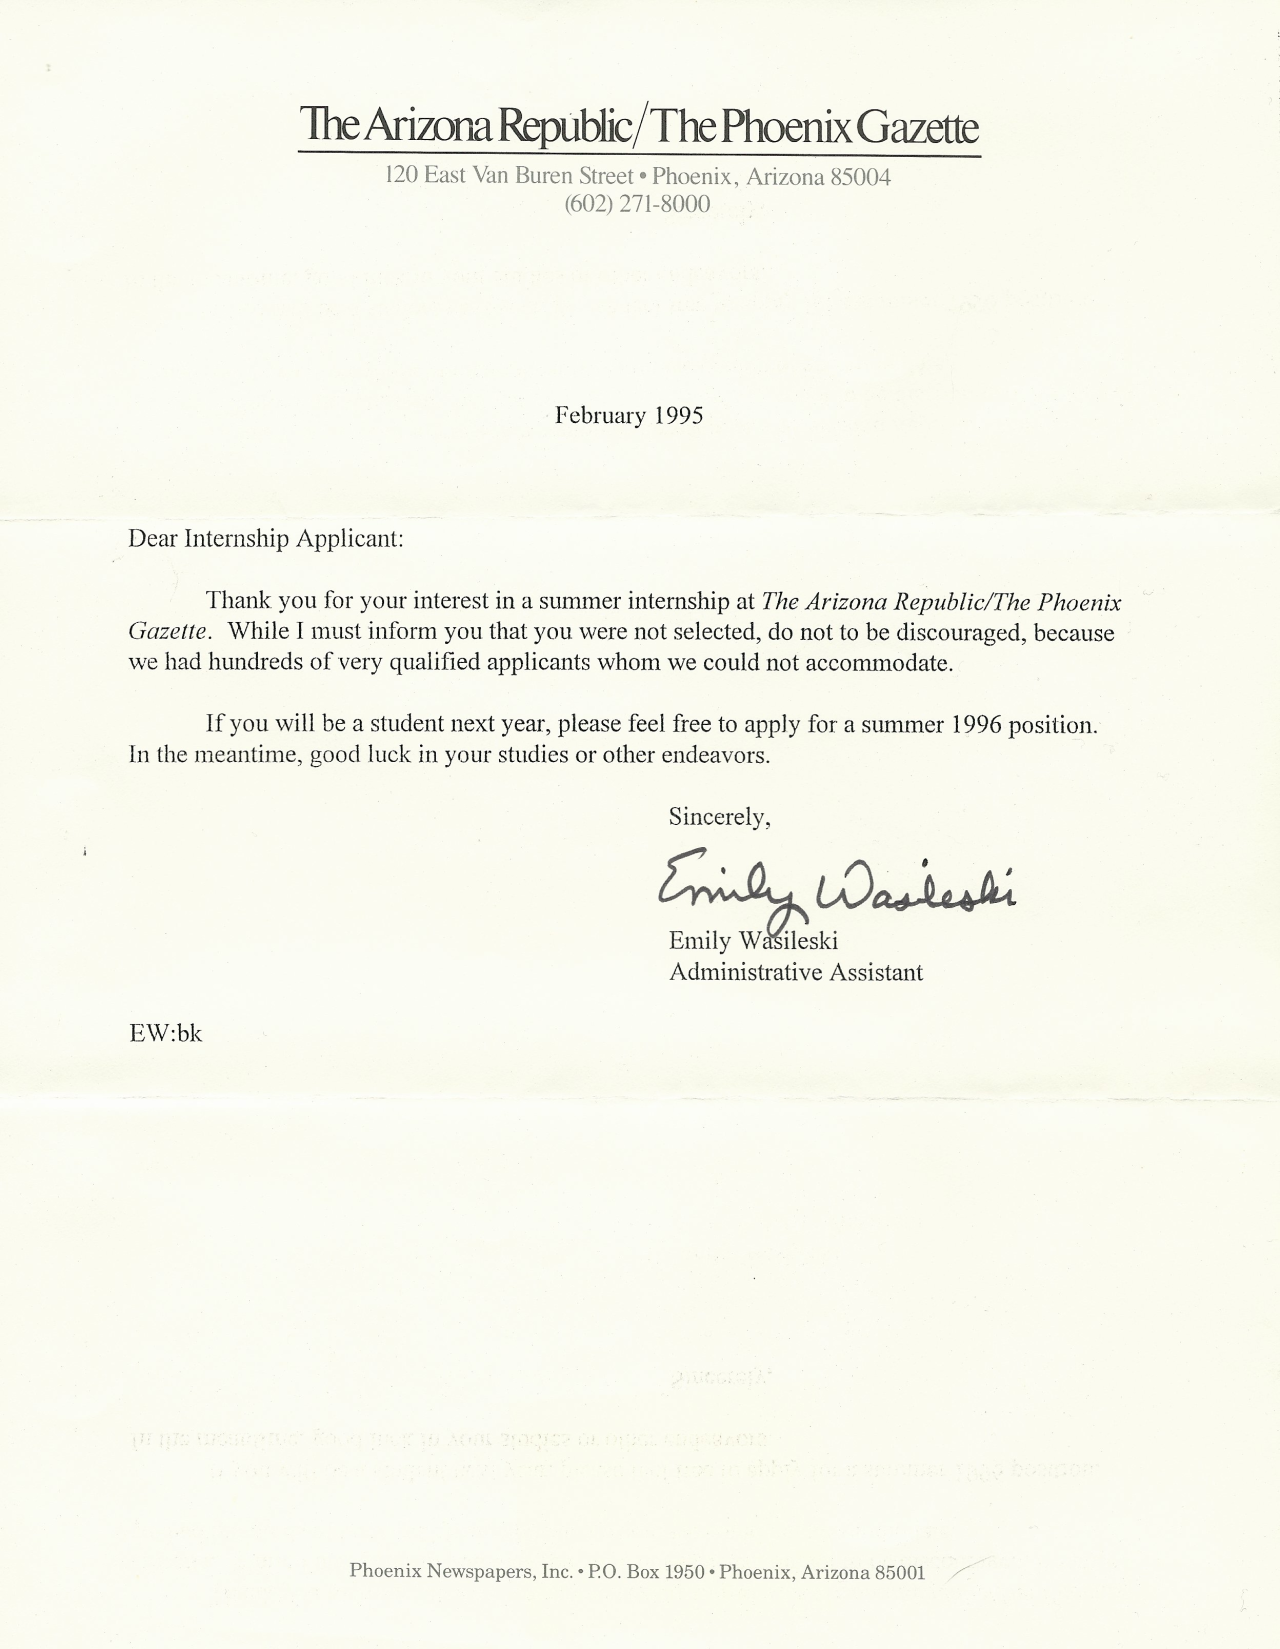 The Arizona Republic/The Phoenix Gazette
120 East Van Buren Street • Phoenix, Arizona 85004
(602) 271-8000
February 1995
Dear Internship Applicant:
Thank you for your interest in a summer internship at The Arizona Republic/The Phoenix
Gazette. While I must inform you that you were not selected, do not to be discouraged, because
we had hundreds of very qualified applicants whom we could not accommodate.
If you will be a student next year, please feel free to apply for a summer 1996 position.
In the meantime, good luck in your studies or other endeavors.
Sincerely,
Emily Wasileski
Emily Wasileski
Administrative Assistant
EW:bk
Phoenix Newspapers, Inc. • P.O. Box 1950 • Phoenix, Arizona 85001